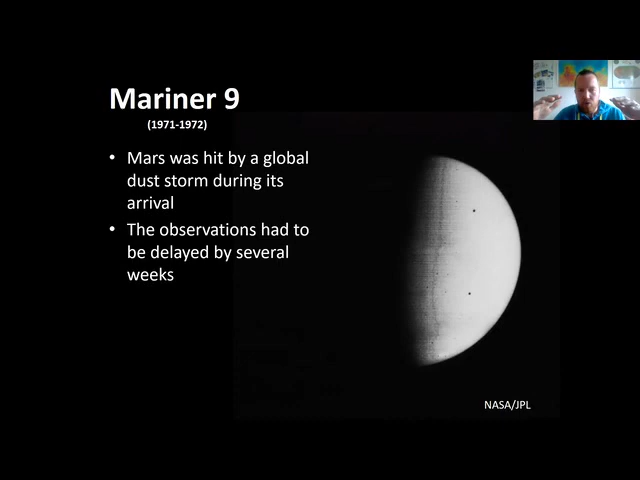 Mariner 9
(1971-1972)
• Mars was hit by a global
dust storm during its
arrival
• The observations had to
be delayed by several
weeks
NASA/JPL